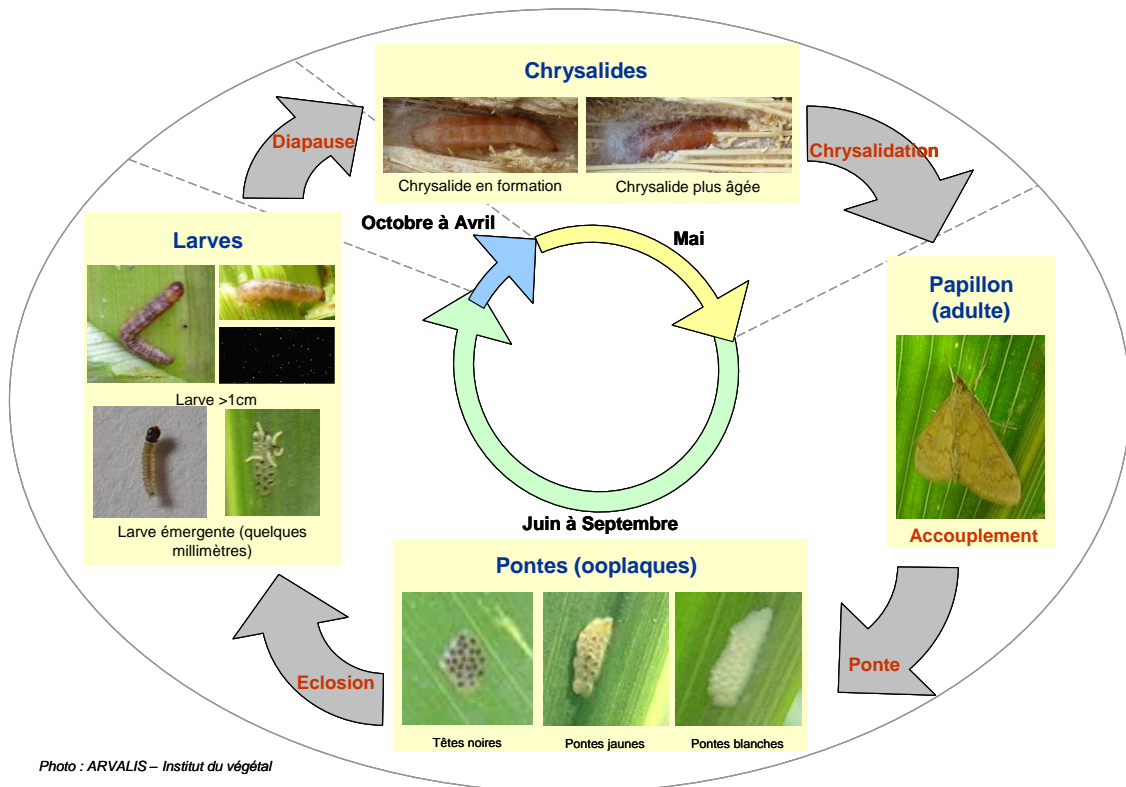 Chrysalides
Chrysalide en formation
Chrysalide plus âgée
Diapause
Chrysalidation
Octobre à Avril
Mai
Larves
Larve >1cm
Larve émergente (quelques
millimètres)
Papillon
(adulte)
Accouplement
Juin à Septembre
Pontes (ooplaques)
Têtes noires
Pontes jaunes
Pontes blanches
Eclosion
Ponte
Photo : ARVALIS – Institut du végétal